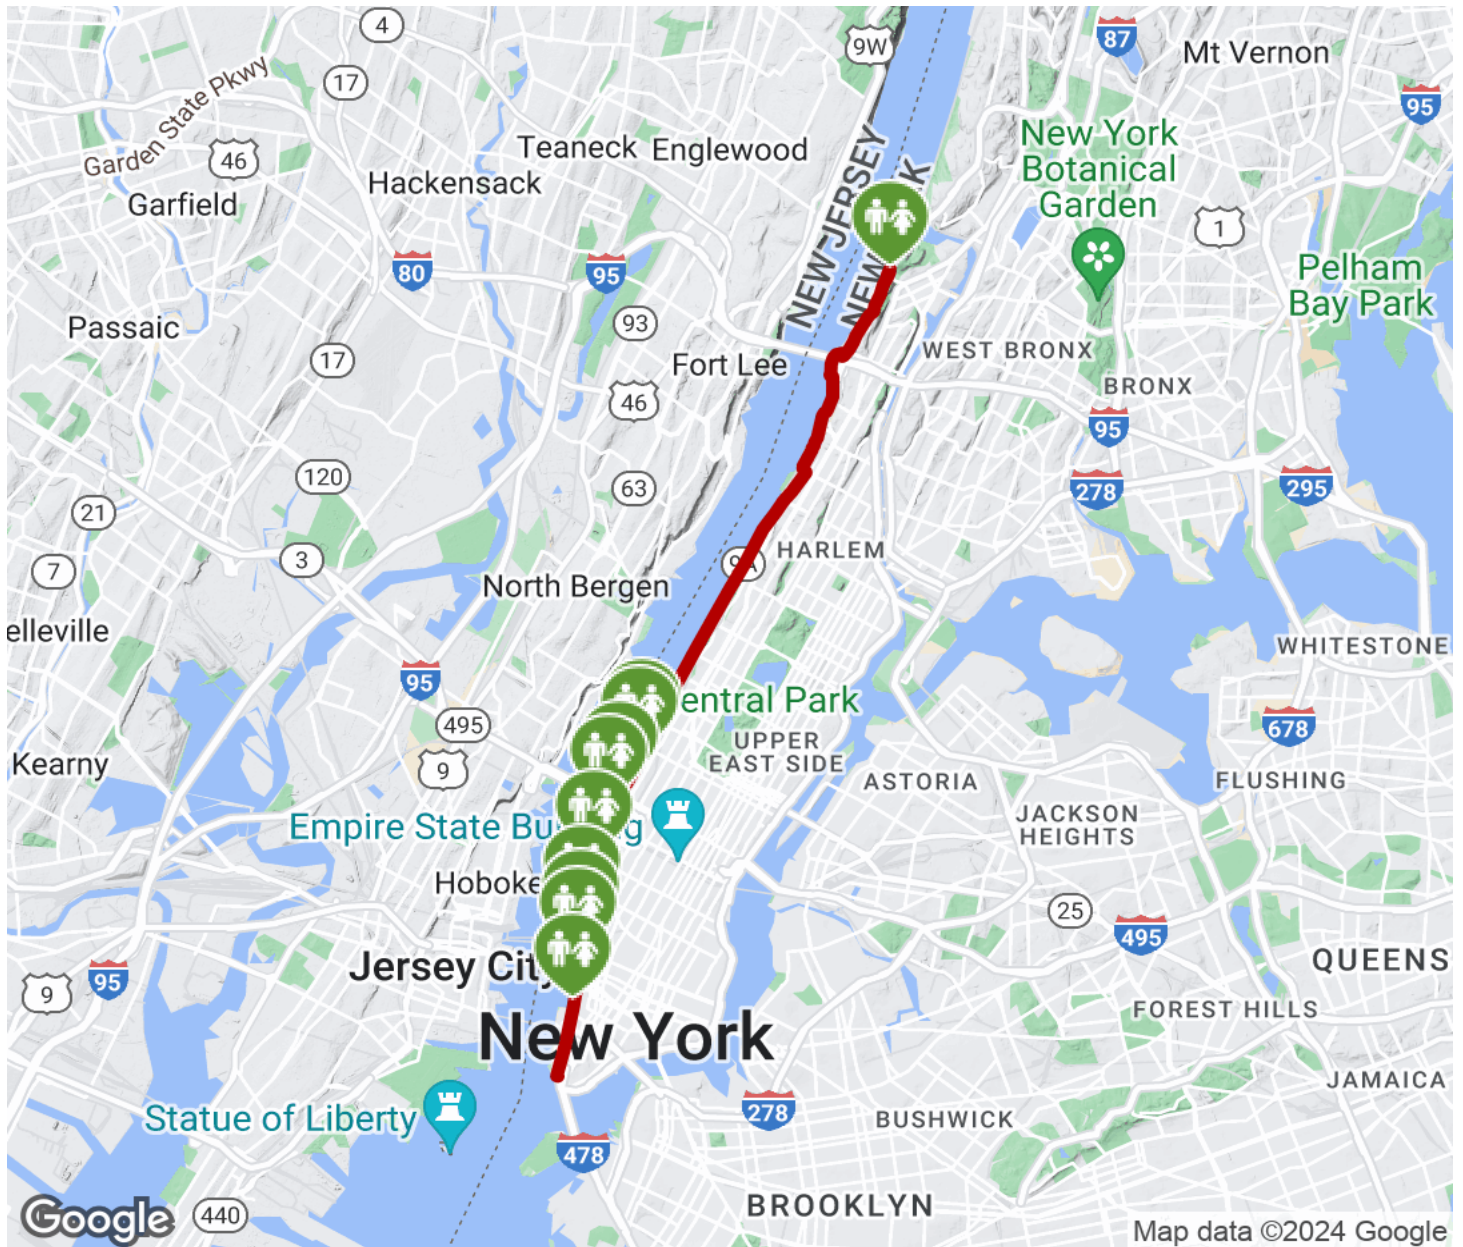 4
9W
87
Mt Vernon
Garden State Pkwy
17
95
46
Teaneck
Englewood
New York
Botanical
Garden
Hackensack
Garfield
NEW JERSEY
NEW
K
1
80
95
Pelham
Bay Park
Passaic
93
17
Fort Lee
WEST BRONX
BRONX
46
95
120
63
278
295
21
3
7
HARLEM
North Bergen
elleville
WHITESTONE
95
entral Park
495
678
UPPER
EAST SIDE
Kearny
9
ASTORIA
FLUSHING
JACKSON
HEIGHTS
Empire State Bu
g
Hoboke
25
495
Jersey City
QUEENS
9
95
FOREST HILLS
New York
JAMAICA
278
Statue of Liberty
BUSHWICK
478
BROOKLYN
Google
440
Map data ©2024 Google